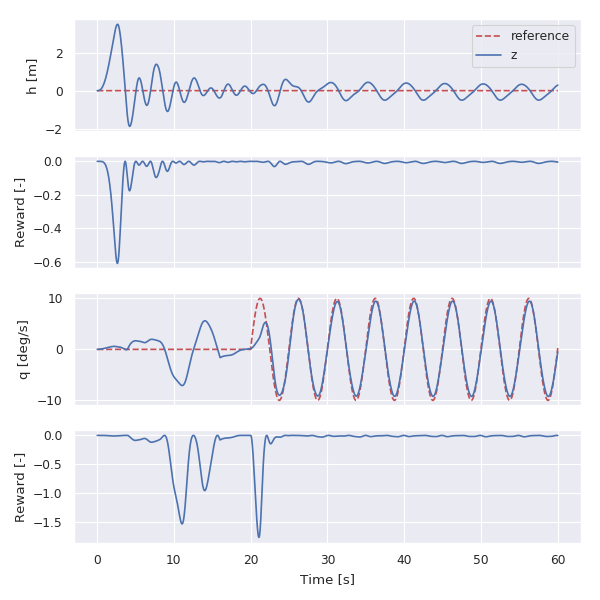 reference
z
h [m]
2
0
−2
Reward [-]
0.0
−0.2
−0.4
−0.6
q [deg/s]
10
0
−10
Reward [-]
0.0
−0.5
−1.0
−1.5
0 10 20 30 40 50 60
Time [s]